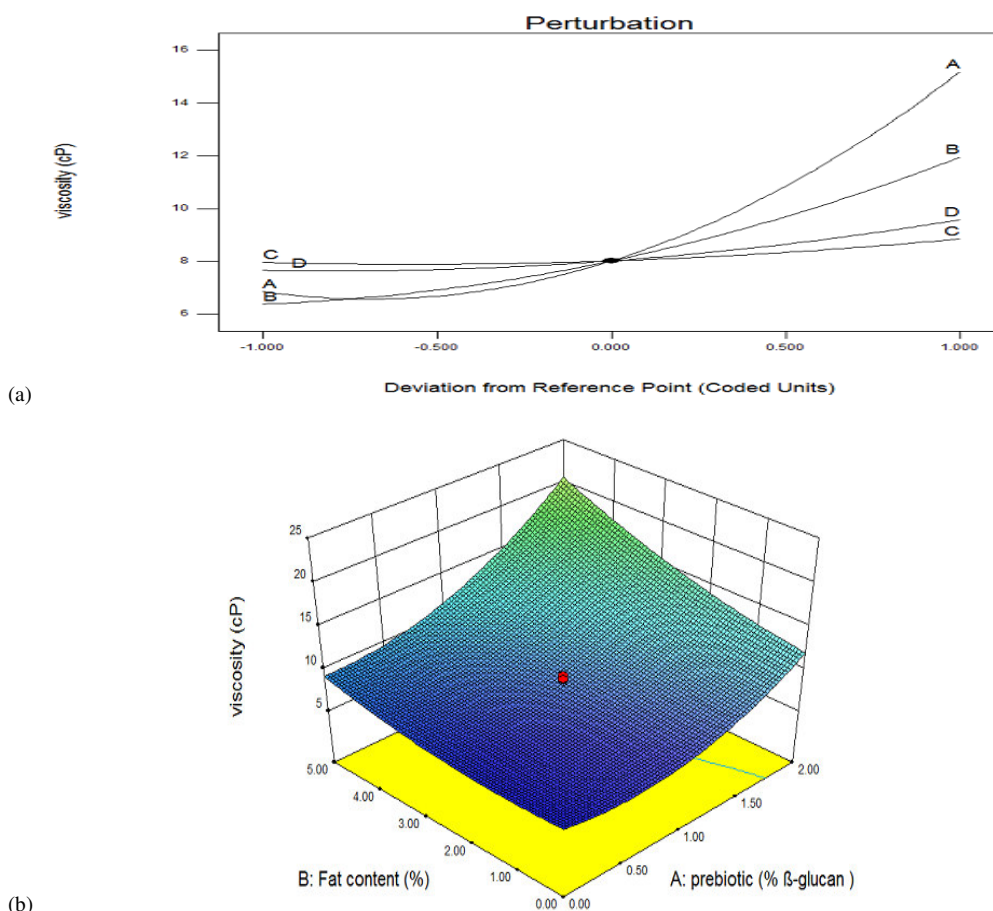 Perturbation
16
14
12
10
8
6
viscosity (cP)
A
B
D
C
C
D
A
B
-1.000
-0.500
0.000
0.500
1.000
Deviation from Reference Point (Coded Units)
(a)
25
20
15
10
5
viscosity (cP)
5.00
4.00
3.00
2.00
1.00
0.00
0.00
0.50
1.00
1.50
2.00
B: Fat content (%)
A: prebiotic (% ß-glucan )
(b)